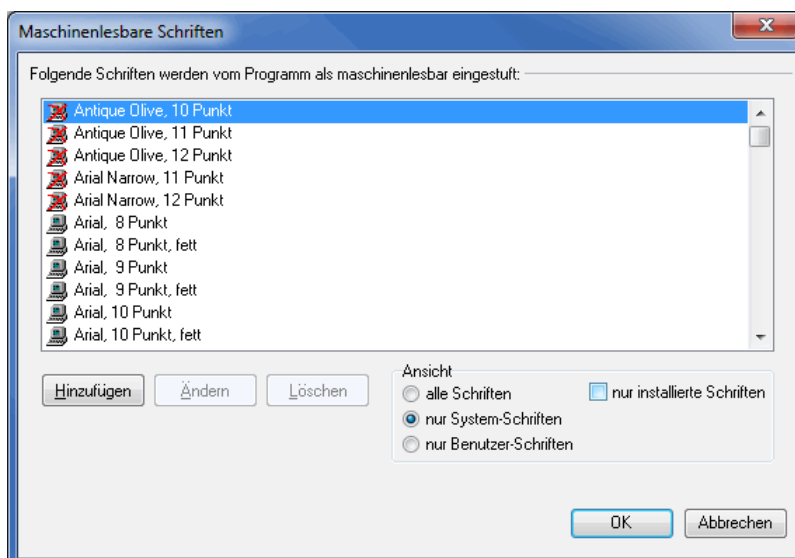 Maschinenlesbare Schriften
Folgende Schriften werden vom Programm als maschinenlesbar eingestuft:
Antique Olive, 10 Punkt
Antique Olive, 11 Punkt
Antique Olive, 12 Punkt
Arial Narrow, 11 Punkt
Arial Narrow, 12 Punkt
Arial, 8 Punkt
Arial, 8 Punkt, fett
Arial, 9 Punkt
Arial, 9 Punkt, fett
Arial, 10 Punkt
Arial, 10 Punkt, fett
Hinzufügen Ändern Löschen
Ansicht
alle Schriften nur installierte Schriften
nur System-Schriften
nur Benutzer-Schriften
OK Abbrechen